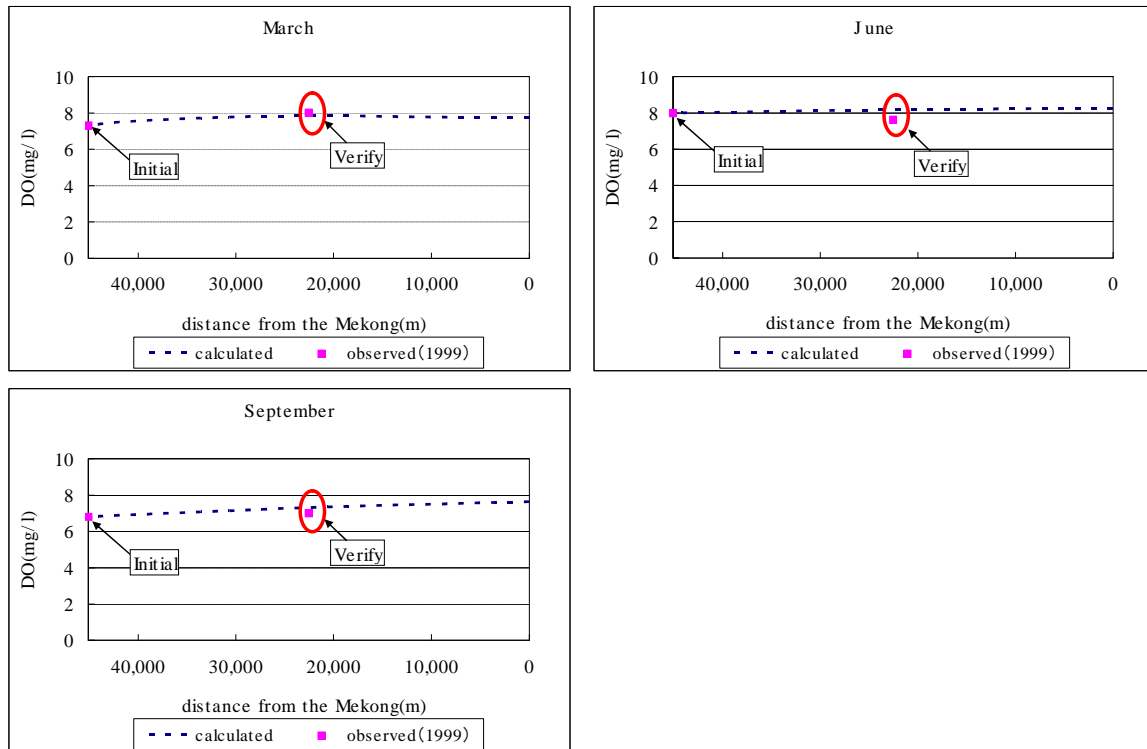 March
DO(mg/l)
10
8
6
4
2
0
Initial
Verify
40,000 30,000 20,000 10,000 0
distance from the Mekong(m)
calculated observed(1999)
June
DO(mg/l)
10
8
6
4
2
0
Initial
Verify
40,000 30,000 20,000 10,000 0
distance from the Mekong(m)
calculated observed(1999)
September
DO(mg/l)
10
8
6
4
2
0
Initial
Verify
40,000 30,000 20,000 10,000 0
distance from the Mekong(m)
calculated observed(1999)